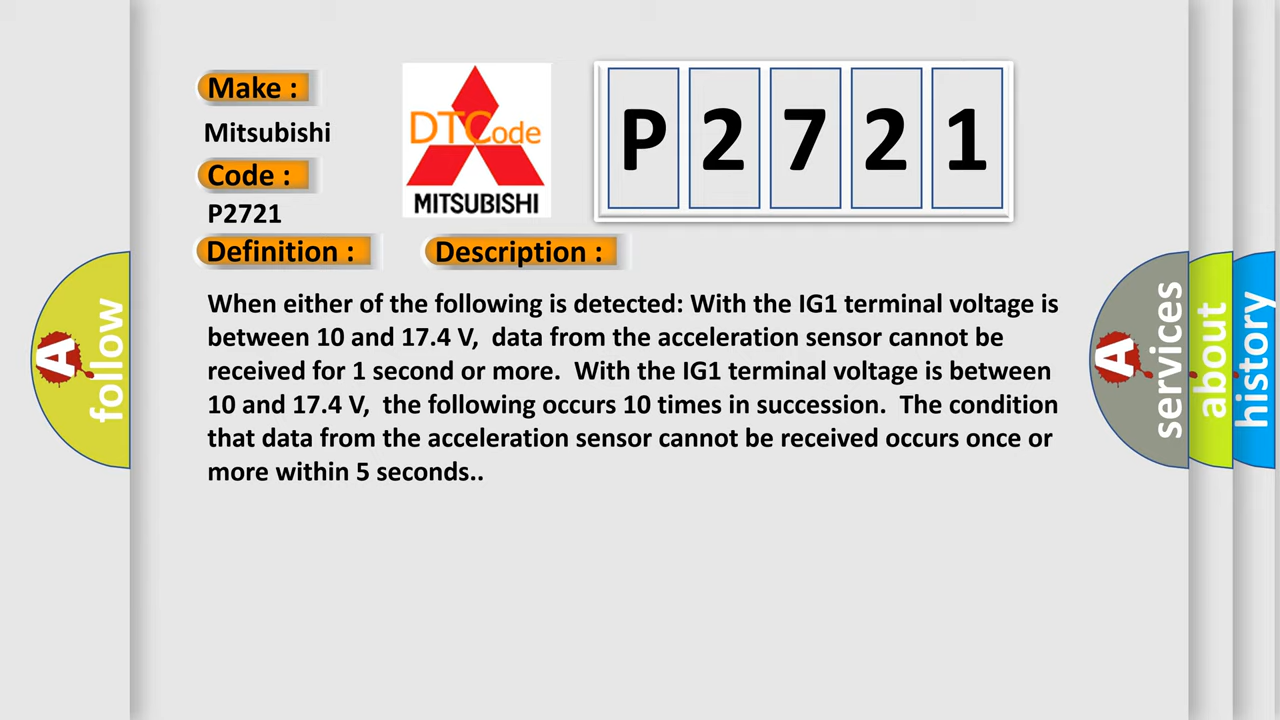 Make :
Mitsubishi
Code :
P2721
Definition :
Description :
DTCode
MITSUBISHI
P 2 7 2 1
When either of the following is detected: With the IG1 terminal voltage is
between 10 and 17.4 V,  data from the acceleration sensor cannot be
received for 1 second or more.  With the IG1 terminal voltage is between
10 and 17.4 V,  the following occurs 10 times in succession.  The condition
that data from the acceleration sensor cannot be received occurs once or
more within 5 seconds..
A
follow
A
services
about
history